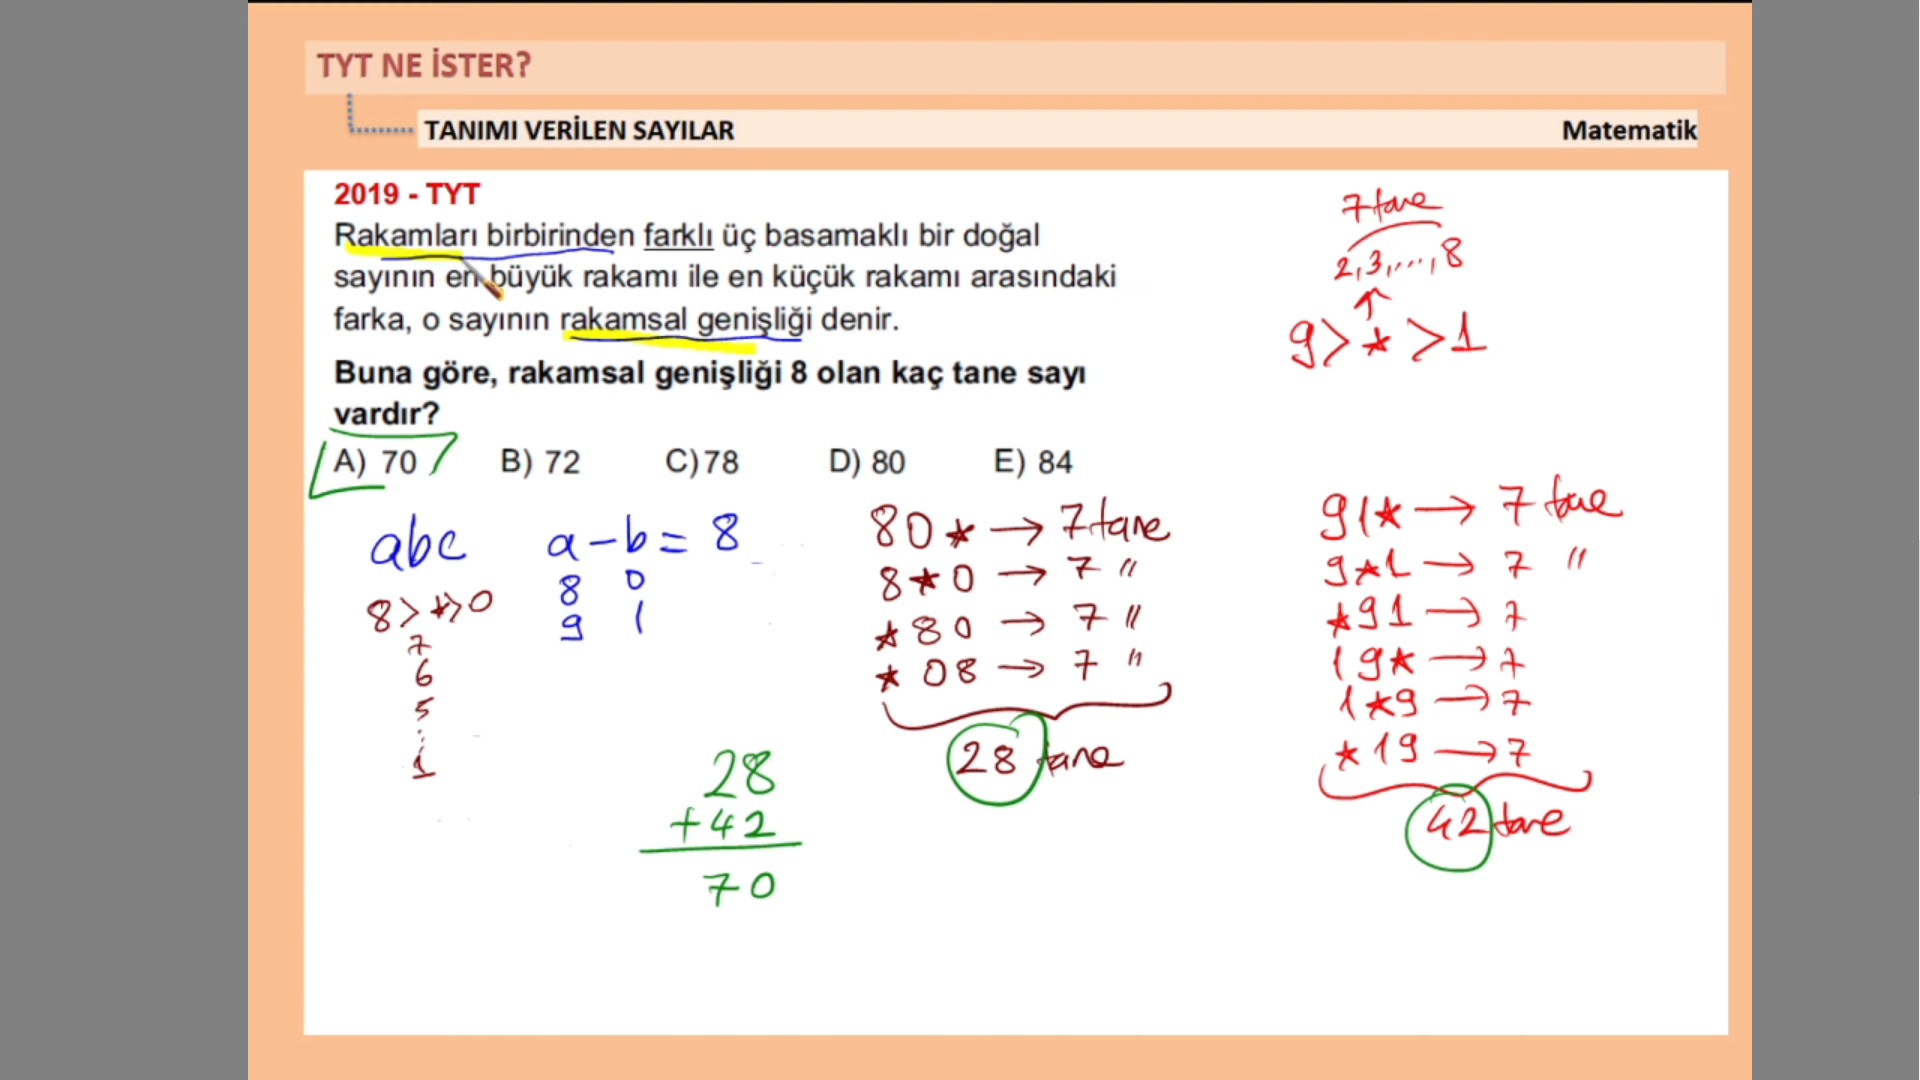 TYT NE İSTER?
TANIMI VERİLEN SAYILAR
Matematik
2019 - TYT
Rakamları birbirinden farklı üç basamaklı bir doğal
sayının en büyük rakamı ile en küçük rakamı arasındaki
farka, o sayının rakamsal genişliği denir.
Buna göre, rakamsal genişliği 8 olan kaç tane sayı
vardır?
A) 70 B) 72 C) 78 D) 80 E) 84
7 tane
2,3,...,8
9>★>1
abc
8>★>0
7
6
5
:
1
a-b=8
8 0
9 1
80★→7 tane
8★0→7 "
★80→7 "
★08→7 "
28 tane
91★→7 tane
9★1→7 "
★91→7
19★→7
1★9→7
★19→7
42 tane
28
+42
70